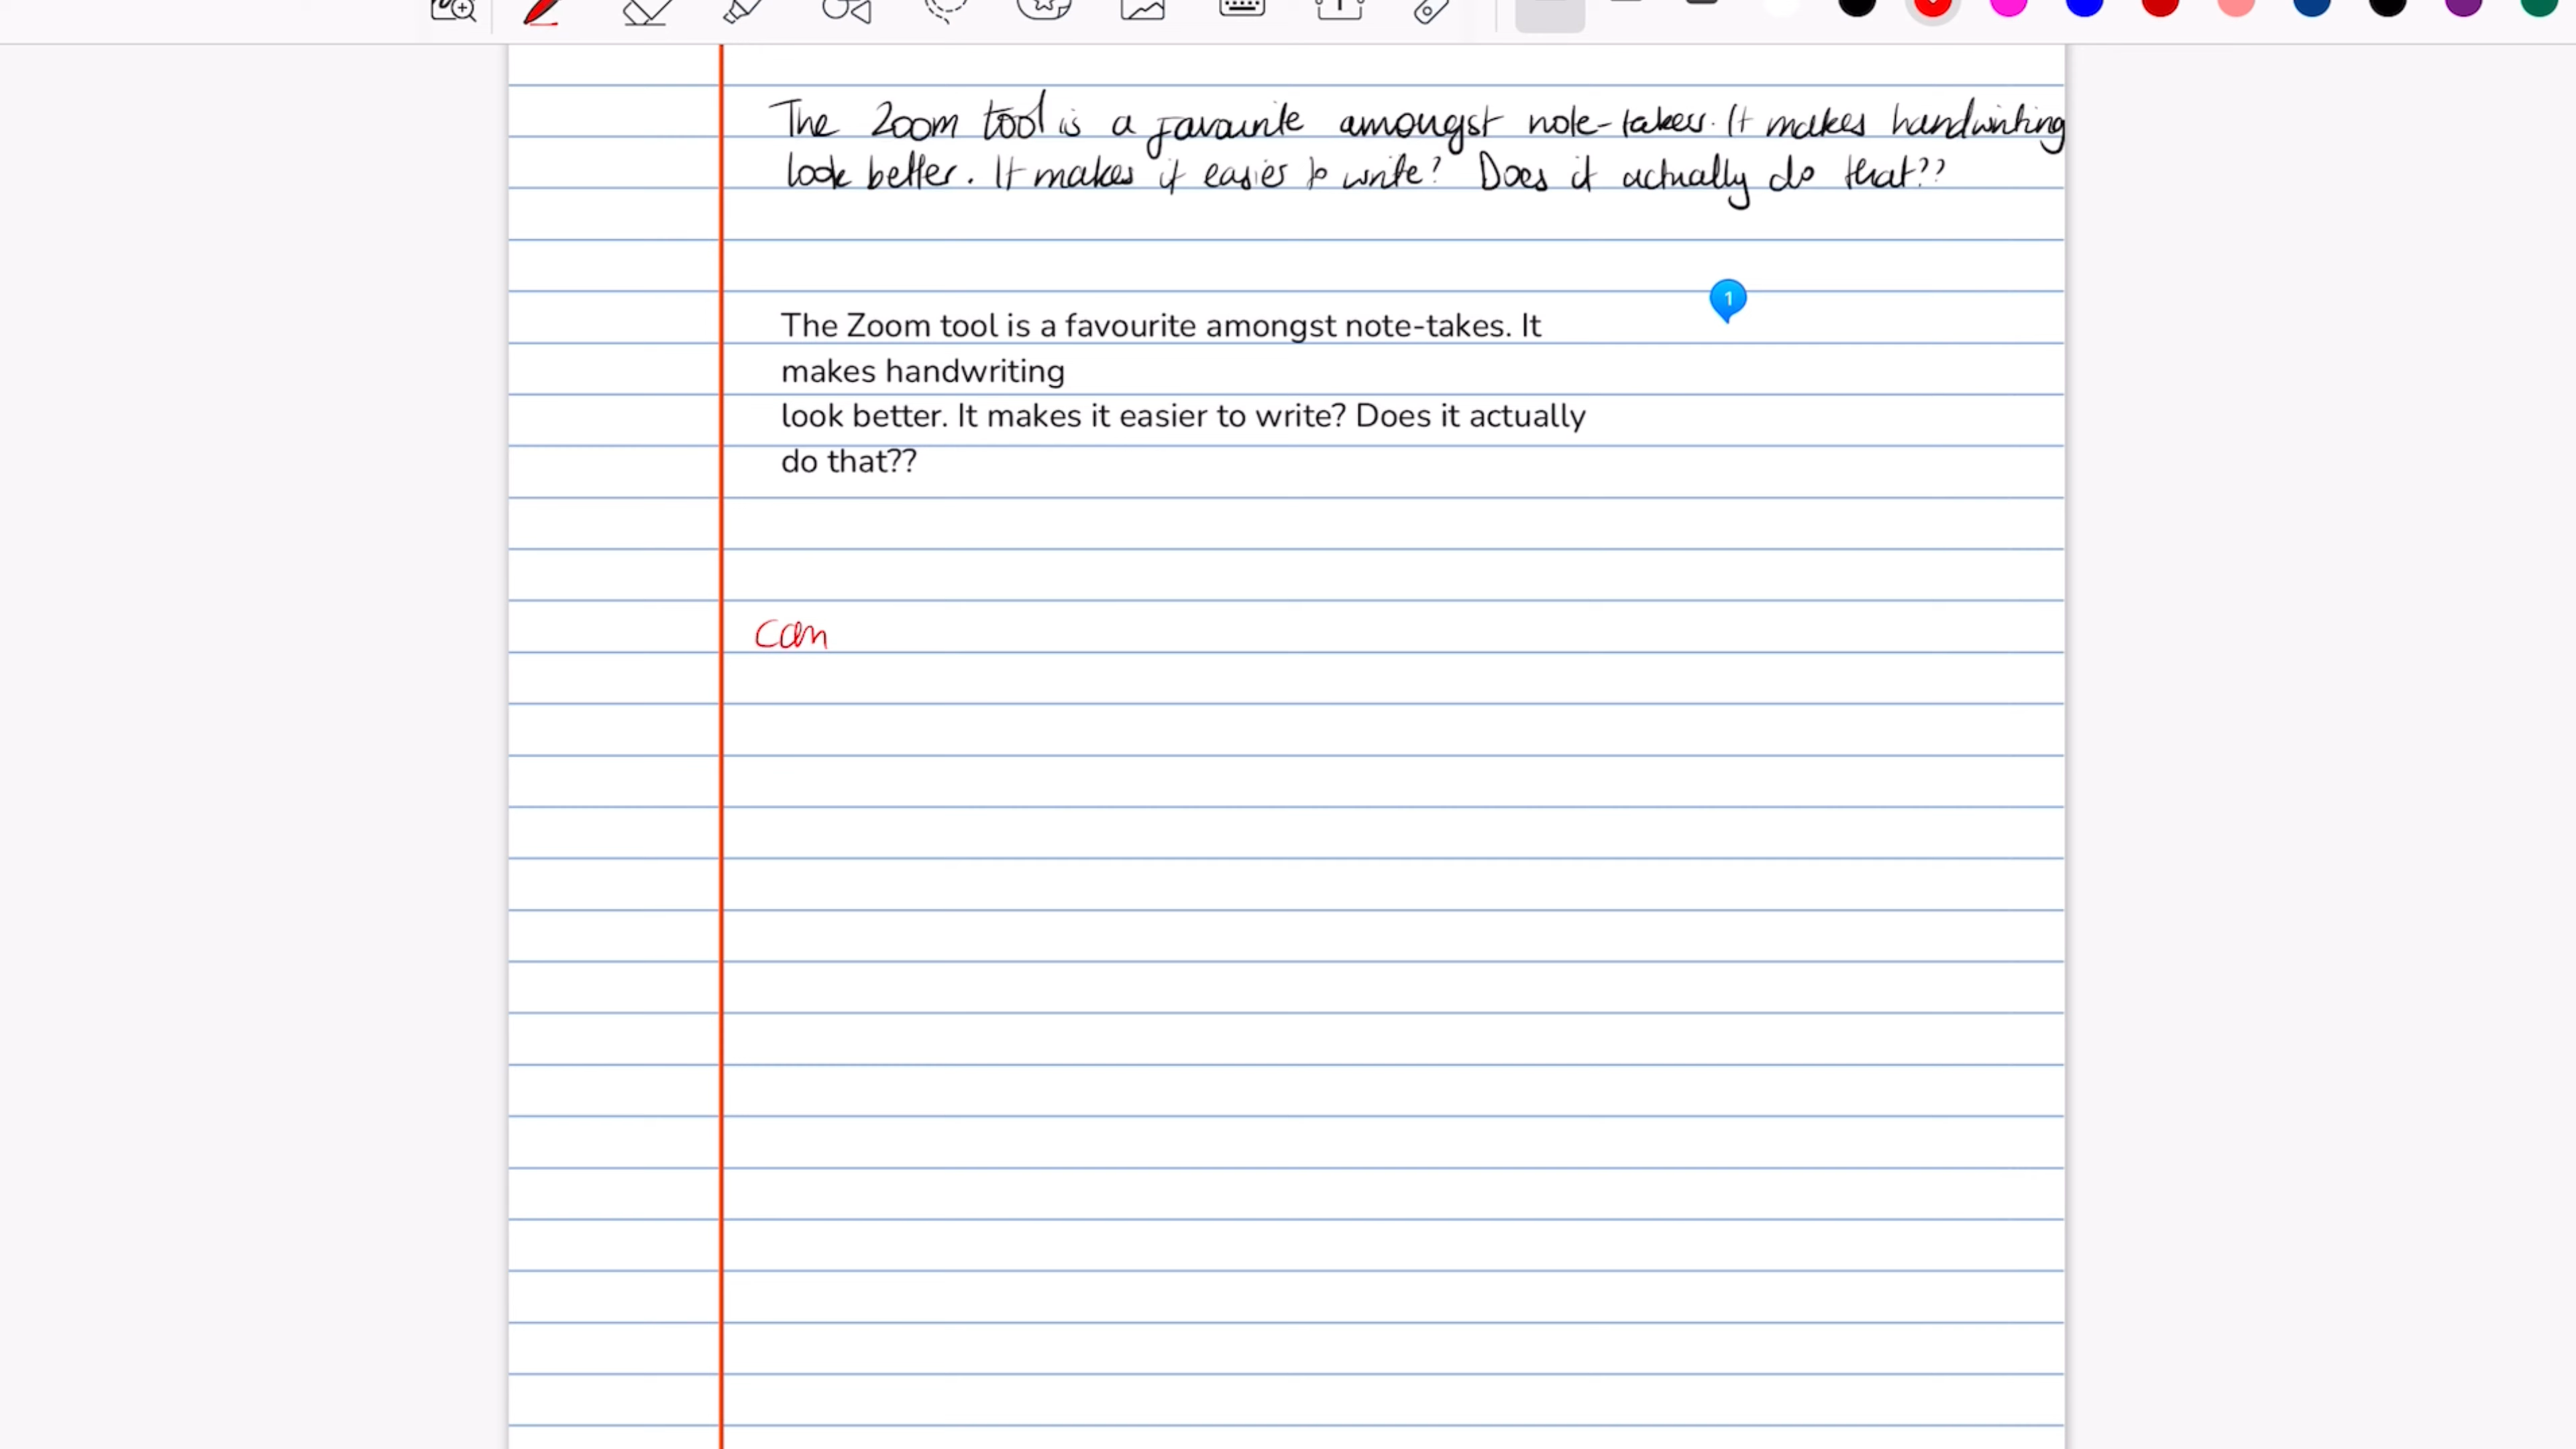 The Zoom tool is a favourite amongst note-takers. It makes handwriting
look better. It makes it easier to write? Does it actually do that??
1
The Zoom tool is a favourite amongst note-takes. It
makes handwriting
look better. It makes it easier to write? Does it actually
do that??
can